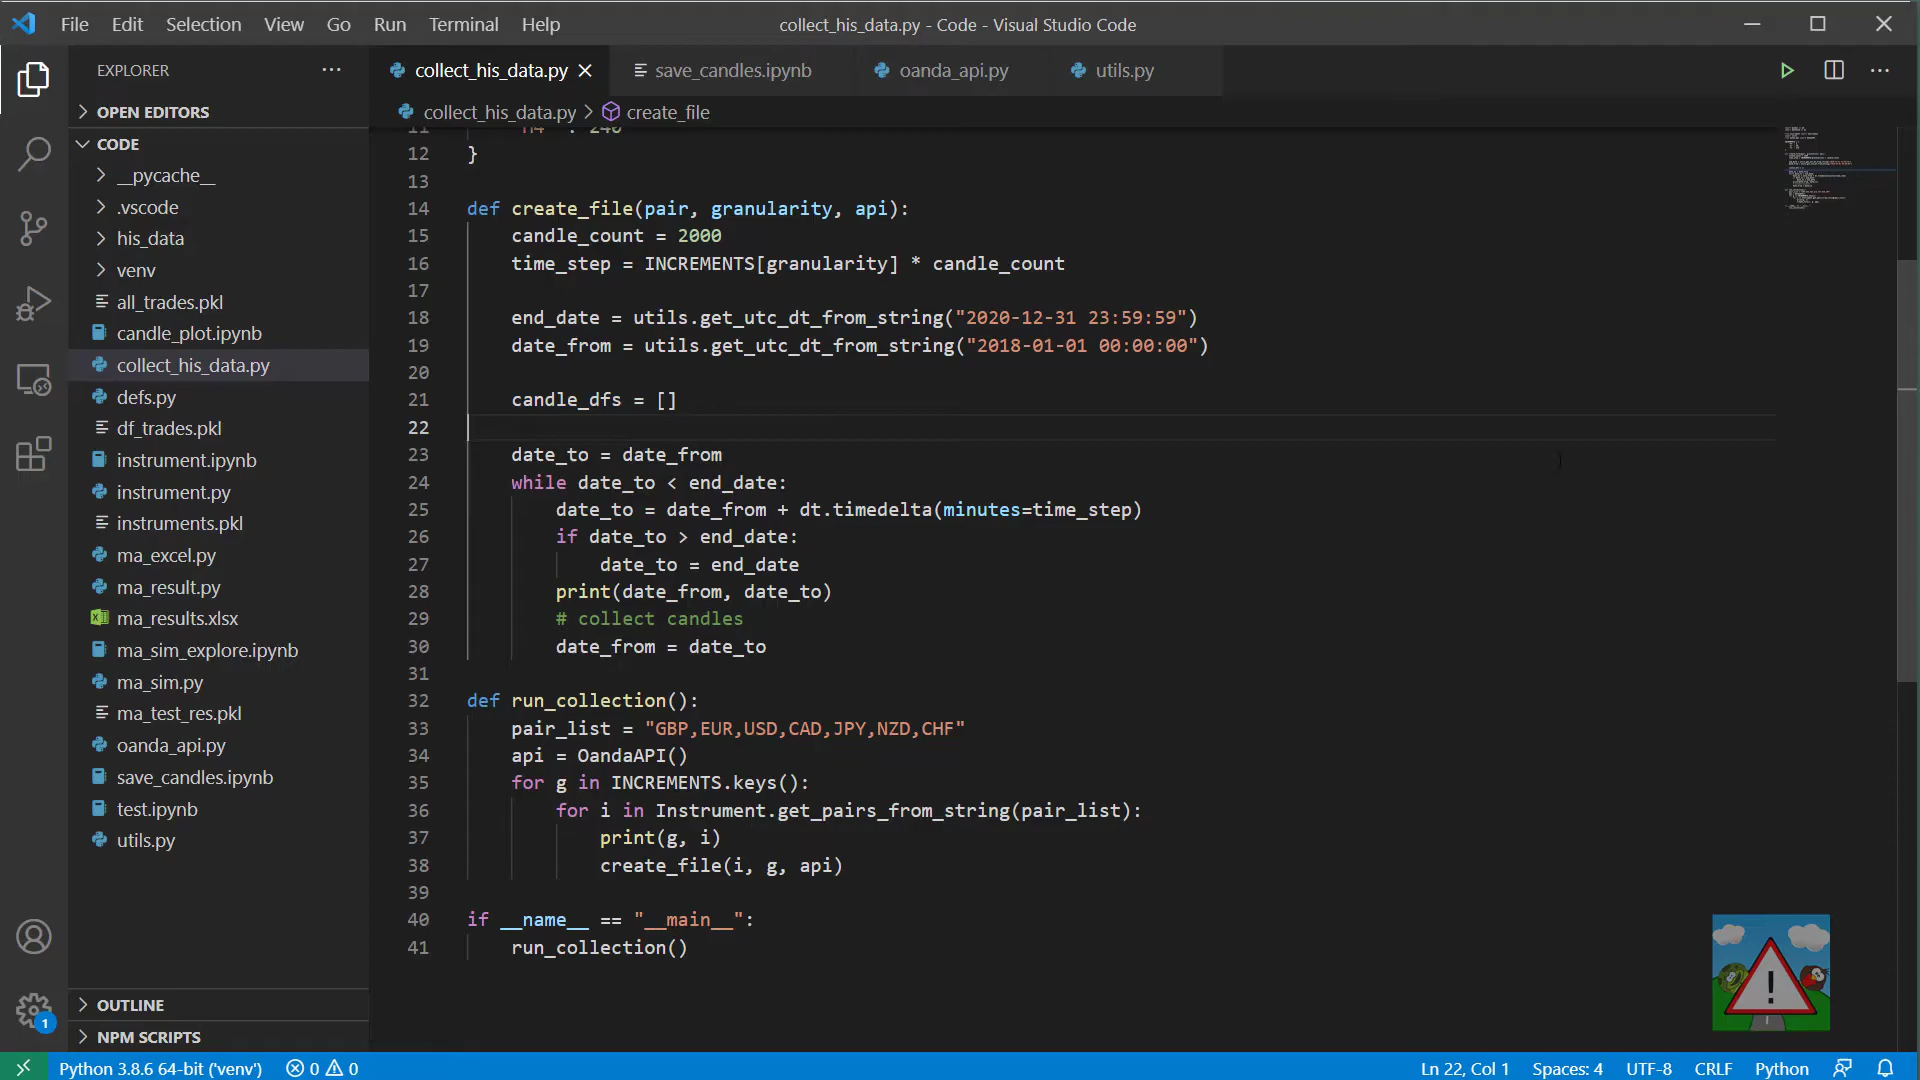 File Edit Selection View Go Run Terminal Help
collect_his_data.py - Code - Visual Studio Code
EXPLORER
collect_his_data.py
save_candles.ipynb
oanda_api.py
utils.py
OPEN EDITORS
collect_his_data.py > create_file
CODE
__pycache__
.vscode
his_data
venv
all_trades.pkl
candle_plot.ipynb
collect_his_data.py
defs.py
df_trades.pkl
instrument.ipynb
instrument.py
instruments.pkl
ma_excel.py
ma_result.py
ma_results.xlsx
ma_sim_explore.ipynb
ma_sim.py
ma_test_res.pkl
oanda_api.py
save_candles.ipynb
test.ipynb
utils.py
OUTLINE
NPM SCRIPTS
1
12 }
13
14 def create_file(pair, granularity, api):
15 candle_count = 2000
16 time_step = INCREMENTS[granularity] * candle_count
17
18 end_date = utils.get_utc_dt_from_string("2020-12-31 23:59:59")
19 date_from = utils.get_utc_dt_from_string("2018-01-01 00:00:00")
20
21 candle_dfs = []
22
23 date_to = date_from
24 while date_to < end_date:
25 date_to = date_from + dt.timedelta(minutes=time_step)
26 if date_to > end_date:
27 date_to = end_date
28 print(date_from, date_to)
29 # collect candles
30 date_from = date_to
31
32 def run_collection():
33 pair_list = "GBP,EUR,USD,CAD,JPY,NZD,CHF"
34 api = OandaAPI()
35 for g in INCREMENTS.keys():
36 for i in Instrument.get_pairs_from_string(pair_list):
37 print(g, i)
38 create_file(i, g, api)
39
40 if __name__ == "__main__":
41 run_collection()
Python 3.8.6 64-bit ('venv') 0 0
Ln 22, Col 1 Spaces: 4 UTF-8 CRLF Python